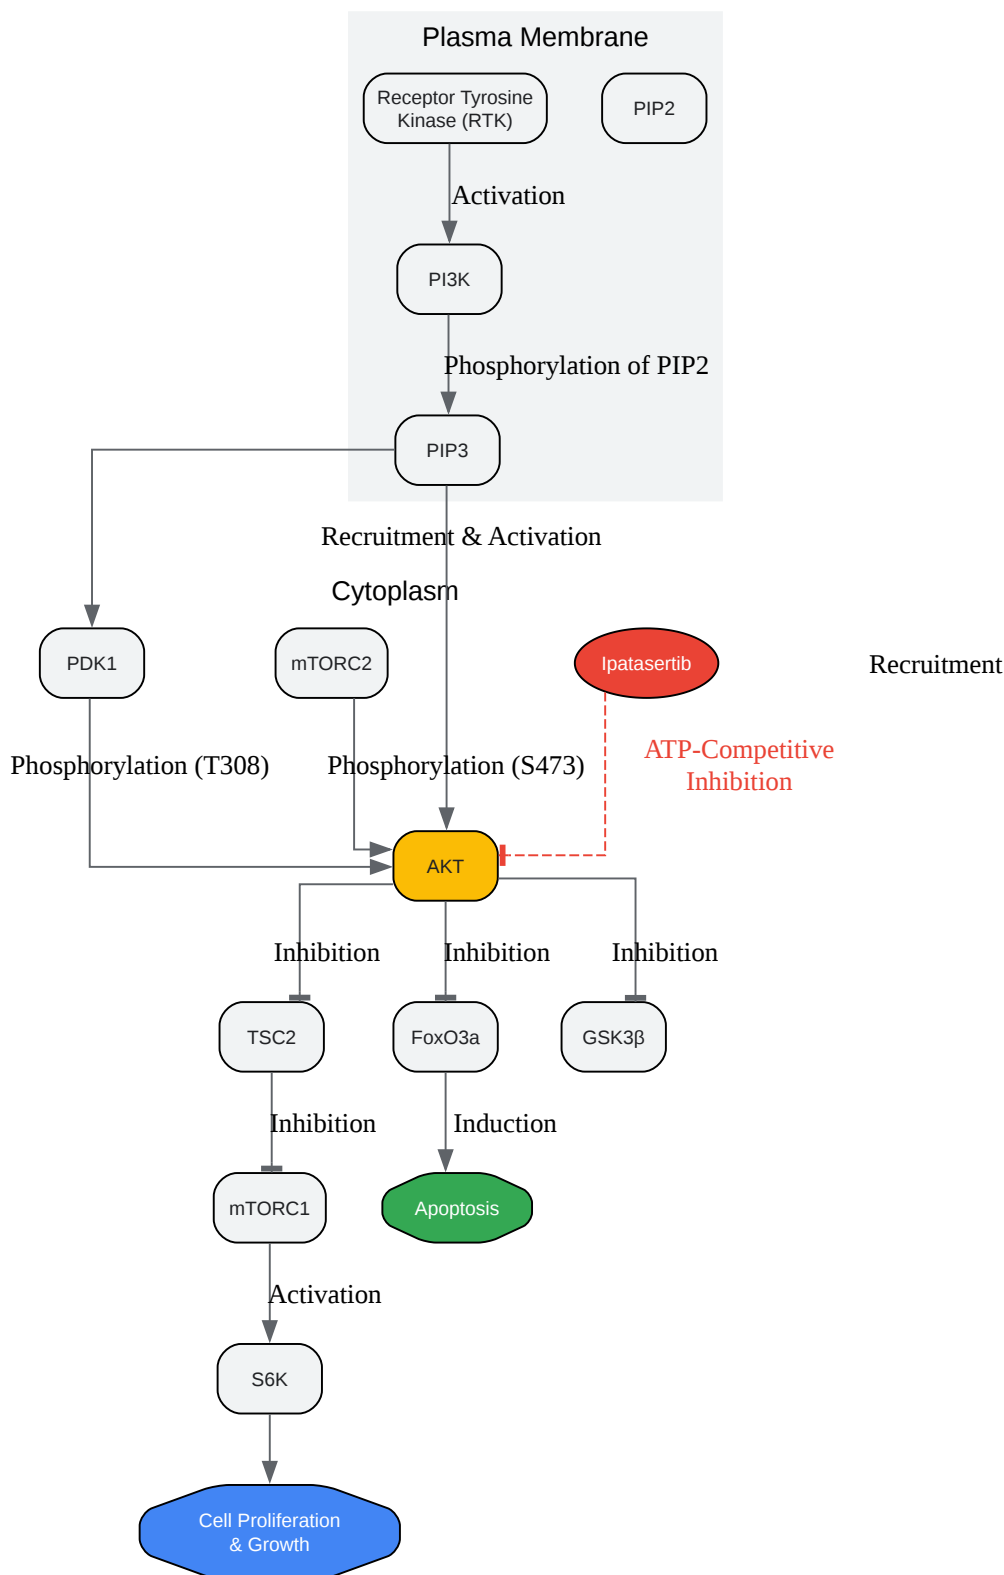 Plasma Membrane
Receptor Tyrosine
Kinase (RTK)
PIP2
Activation
PI3K
Phosphorylation of PIP2
PIP3
Recruitment & Activation
Cytoplasm
PDK1
mTORC2
Ipatasertib
Recruitment
Phosphorylation (T308)
Phosphorylation (S473)
ATP-Competitive
Inhibition
AKT
Inhibition
Inhibition
Inhibition
TSC2
FoxO3a
GSK3β
Inhibition
Induction
mTORC1
Apoptosis
Activation
S6K
Cell Proliferation
& Growth